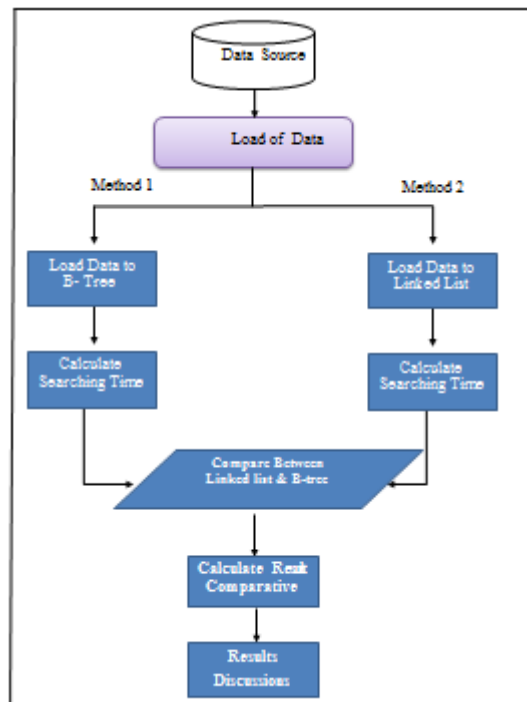 Data Source
Load of Data
Method 1
Method 2
Load Data to
B- Tree
Load Data to
Linked List
Calculate
Searching Time
Calculate
Searching Time
Compare Between
Linked list & B-tree
Calculate
Comparative
Results
Discussions